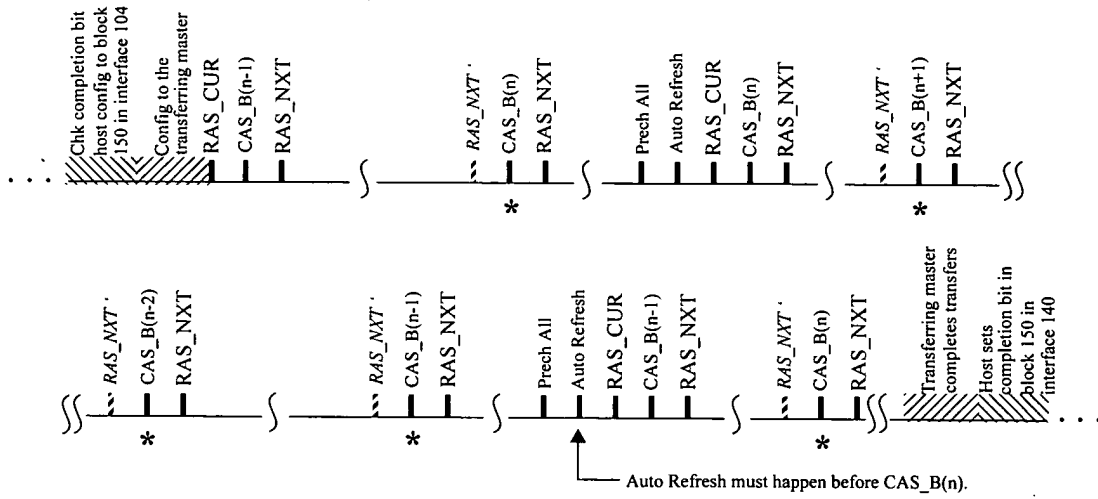 Chk completion bit
host config to block
150 in interface 104
Config to the
transferring master
RAS_CUR
CAS_B(n-1)
RAS_NXT
RAS_NXT '
CAS_B(n)
RAS_NXT
Prech All
Auto Refresh
RAS_CUR
CAS_B(n)
RAS_NXT
RAS_NXT '
CAS_B(n+1)
RAS_NXT
. . .
*
*
RAS_NXT '
CAS_B(n-2)
RAS_NXT
RAS_NXT '
CAS_B(n-1)
RAS_NXT
Prech All
Auto Refresh
RAS_CUR
CAS_B(n-1)
RAS_NXT
RAS_NXT '
CAS_B(n)
RAS_NXT
Transferring master
completes transfers
Host sets
completion bit in
block 150 in
interface 140
. . .
*
*
*
Auto Refresh must happen before CAS_B(n).